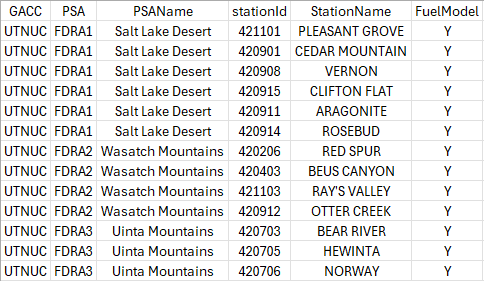 GACC PSA PSAName stationId StationName FuelModel
UTNUC FDRA1 Salt Lake Desert 421101 PLEASANT GROVE Y
UTNUC FDRA1 Salt Lake Desert 420901 CEDAR MOUNTAIN Y
UTNUC FDRA1 Salt Lake Desert 420908 VERNON Y
UTNUC FDRA1 Salt Lake Desert 420915 CLIFTON FLAT Y
UTNUC FDRA1 Salt Lake Desert 420911 ARAGONITE Y
UTNUC FDRA1 Salt Lake Desert 420914 ROSEBUD Y
UTNUC FDRA2 Wasatch Mountains 420206 RED SPUR Y
UTNUC FDRA2 Wasatch Mountains 420403 BEUS CANYON Y
UTNUC FDRA2 Wasatch Mountains 421103 RAY'S VALLEY Y
UTNUC FDRA2 Wasatch Mountains 420912 OTTER CREEK Y
UTNUC FDRA3 Uinta Mountains 420703 BEAR RIVER Y
UTNUC FDRA3 Uinta Mountains 420705 HEWINTA Y
UTNUC FDRA3 Uinta Mountains 420706 NORWAY Y